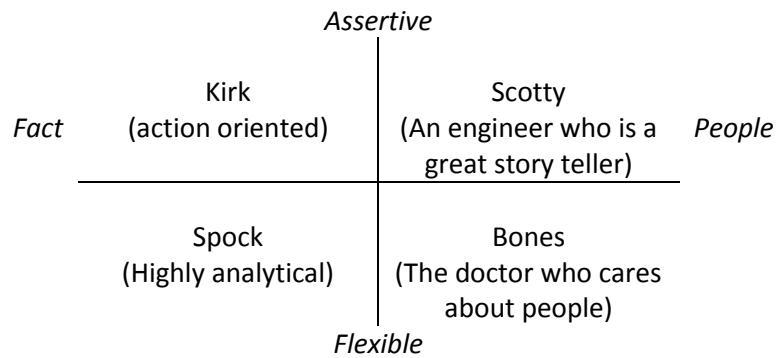 Assertive
Kirk
(action oriented)
Scotty
(An engineer who is a
great story teller)
Fact
People
Spock
(Highly analytical)
Bones
(The doctor who cares
about people)
Flexible